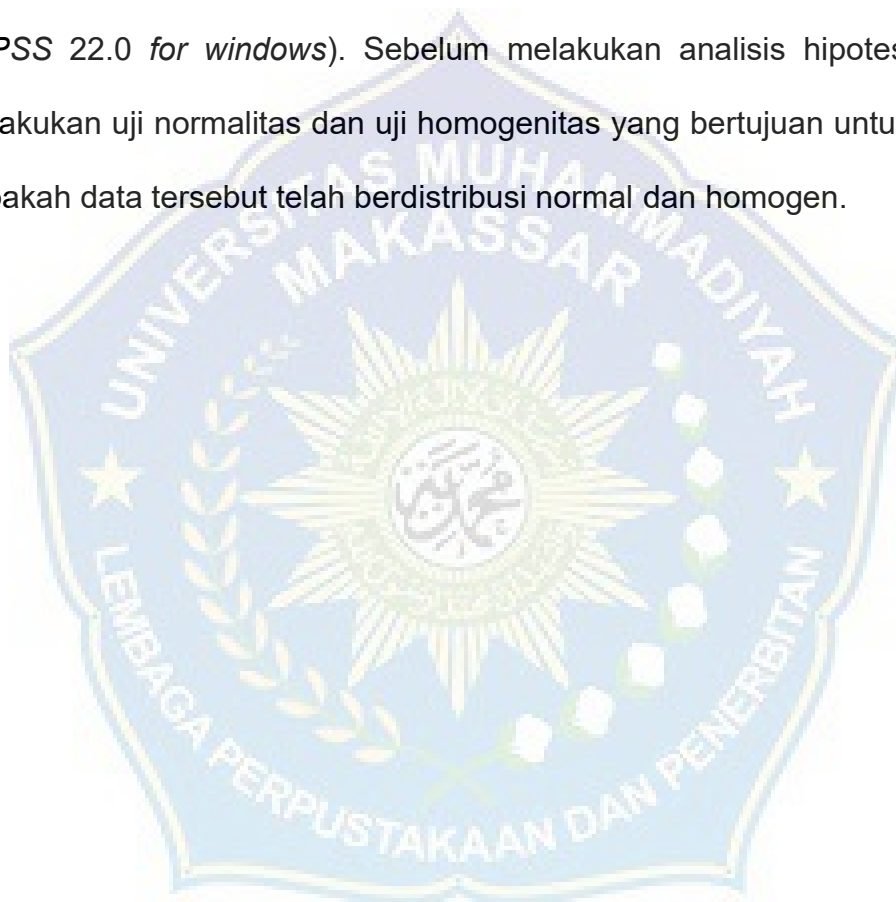 PSS 22.0 for windows). Sebelum melakukan analisis hipotes
akukan uji normalitas dan uji homogenitas yang bertujuan untu
akah data tersebut telah berdistribusi normal dan homogen.
UNIVERSITAS MUHAMMADIYAH
MAKASSAR
LEMBAGA PERPUSTAKAAN DAN PENERBITAN